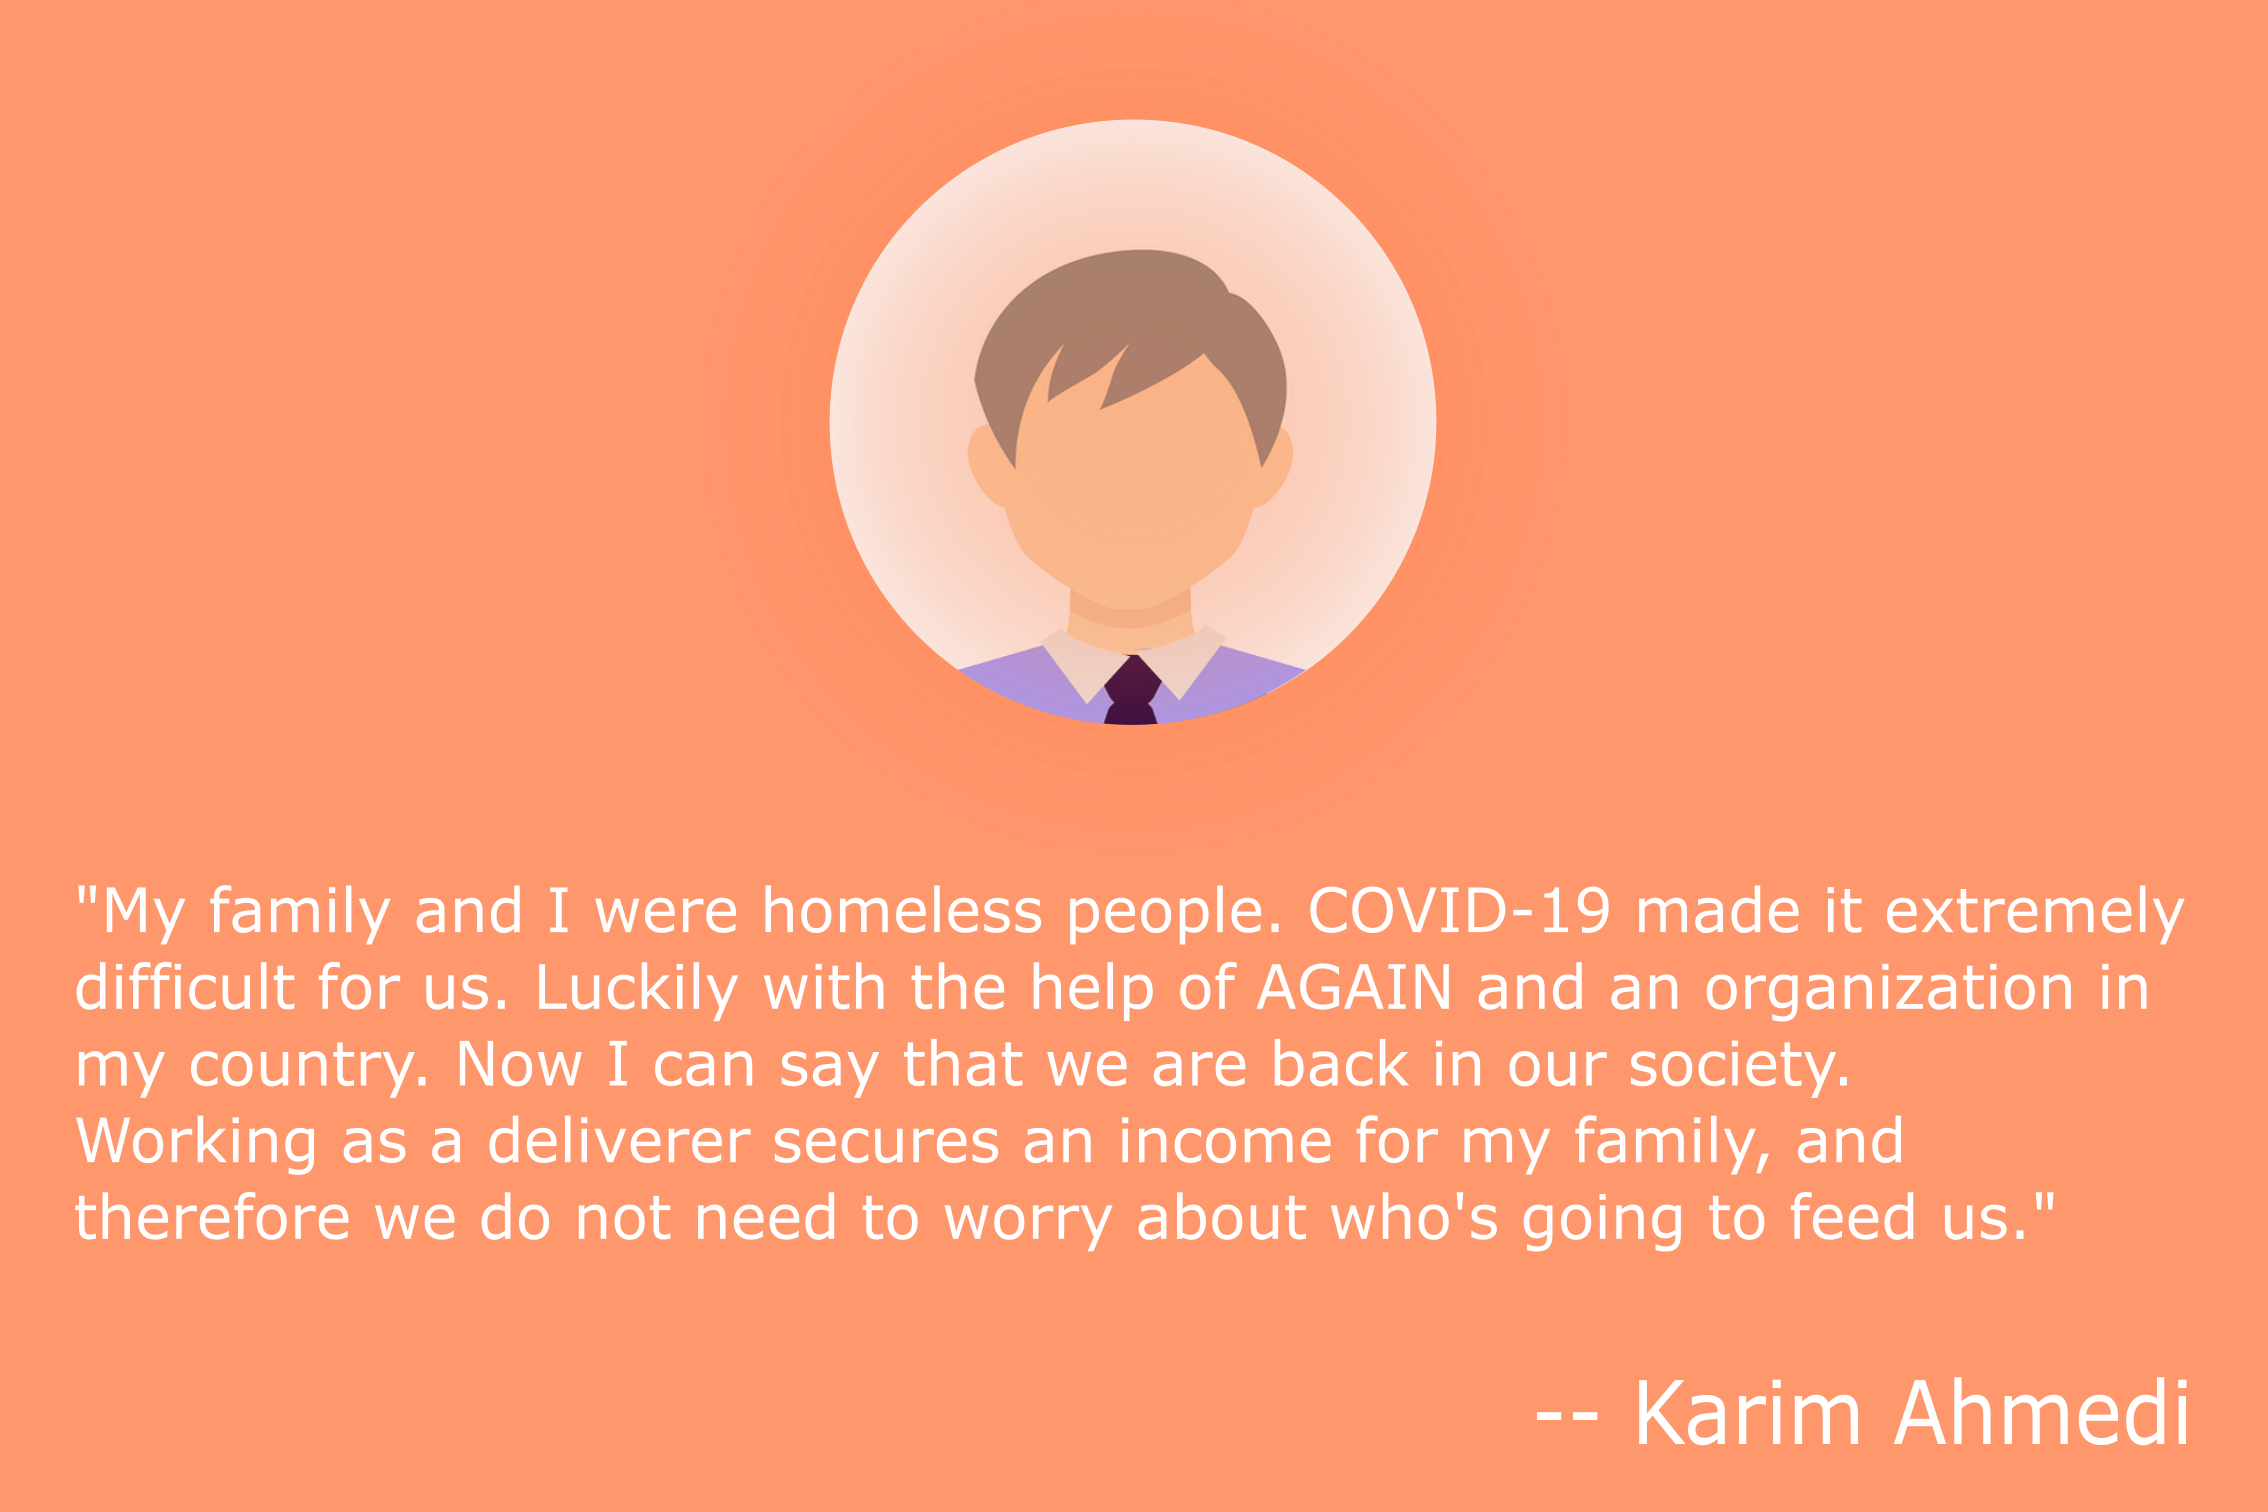 "My family and I were homeless people. COVID-19 made it extremely
difficult for us. Luckily with the help of AGAIN and an organization in
my country. Now I can say that we are back in our society.
Working as a deliverer secures an income for my family, and
therefore we do not need to worry about who's going to feed us."
-- Karim Ahmedi